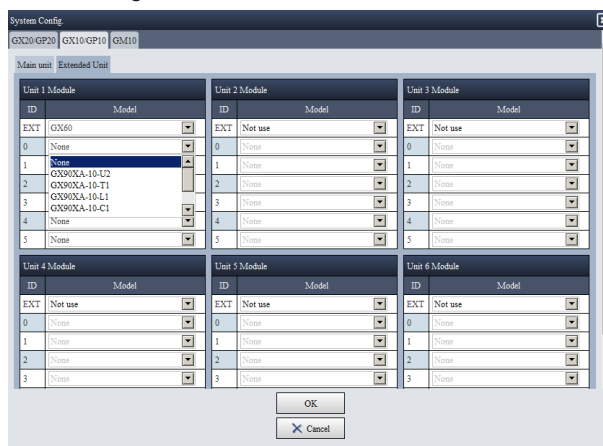 System Config.
GX20/GP20 GX10/GP10 GM10
Main unit Extended Unit
Unit 1 Module Unit 2 Module Unit 3 Module
ID Model ID Model ID Model
EXT GX60 EXT Not use EXT Not use
0 None 0 None 0 None
1 None 1 None 1 None
GX90XA-10-U2
2 GX90XA-10-T1 2 None 2 None
3 GX90XA-10-L1 3 None 3 None
GX90XA-10-C1
4 None 4 None 4 None
5 None 5 None 5 None
Unit 4 Module Unit 5 Module Unit 6 Module
ID Model ID Model ID Model
EXT Not use EXT Not use EXT Not use
0 None 0 None 0 None
1 None 1 None 1 None
2 None 2 None 2 None
3 None 3 None 3 None
OK
Cancel